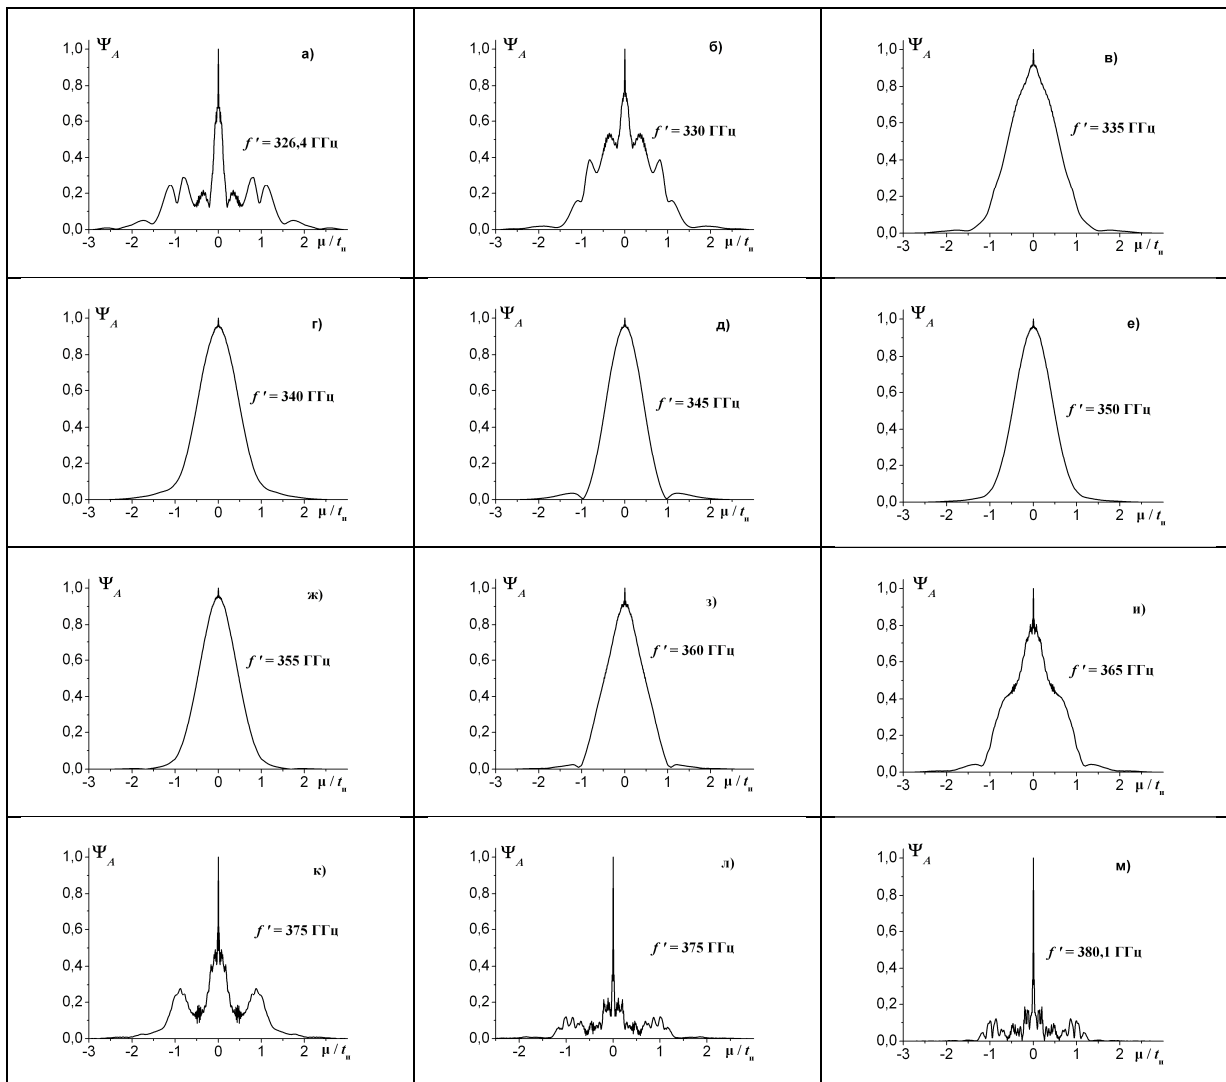 Ψ_A
а)
1,0
0,8
0,6
f ' = 326,4 ГГц
0,4
0,2
0,0
-3 -2 -1 0 1 2 μ / tи
Ψ_A
б)
1,0
0,8
0,6
f ' = 330 ГГц
0,4
0,2
0,0
-3 -2 -1 0 1 2 μ / tи
Ψ_A
в)
1,0
0,8
0,6
f ' = 335 ГГц
0,4
0,2
0,0
-3 -2 -1 0 1 2 μ / tи
Ψ_A
г)
1,0
0,8
0,6
f ' = 340 ГГц
0,4
0,2
0,0
-3 -2 -1 0 1 2 μ / tи
Ψ_A
д)
1,0
0,8
0,6
f ' = 345 ГГц
0,4
0,2
0,0
-3 -2 -1 0 1 2 μ / tи
Ψ_A
е)
1,0
0,8
0,6
f ' = 350 ГГц
0,4
0,2
0,0
-3 -2 -1 0 1 2 μ / tи
Ψ_A
ж)
1,0
0,8
0,6
f ' = 355 ГГц
0,4
0,2
0,0
-3 -2 -1 0 1 2 μ / tи
Ψ_A
з)
1,0
0,8
f ' = 360 ГГц
0,6
0,4
0,2
0,0
-3 -2 -1 0 1 2 μ / tи
Ψ_A
и)
1,0
0,8
0,6
f ' = 365 ГГц
0,4
0,2
0,0
-3 -2 -1 0 1 2 μ / tи
Ψ_A
к)
1,0
0,8
0,6
f ' = 375 ГГц
0,4
0,2
0,0
-3 -2 -1 0 1 2 μ / tи
Ψ_A
л)
1,0
0,8
0,6
f ' = 375 ГГц
0,4
0,2
0,0
-2 -1 0 1 2 μ / tи
Ψ_A
м)
1,0
0,8
0,6
f ' = 380,1 ГГц
0,4
0,2
0,0
-3 -2 -1 0 1 2 μ / tи